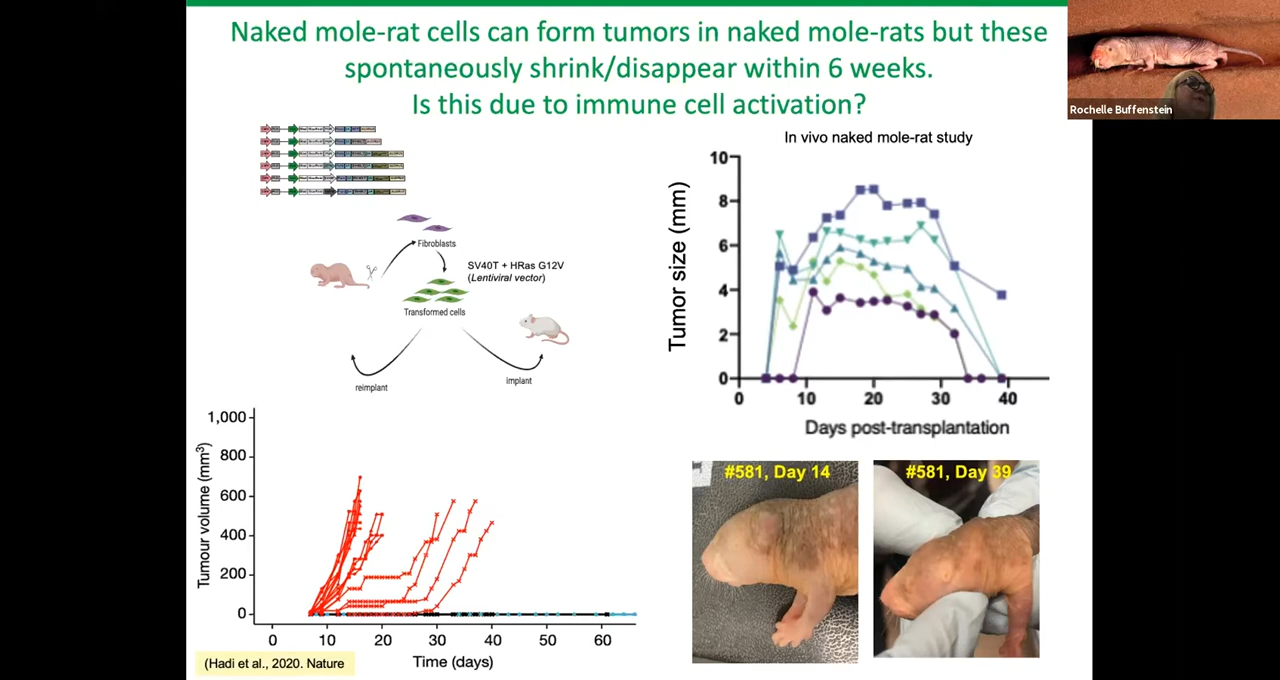 Naked mole-rat cells can form tumors in naked mole-rats but these
spontaneously shrink/disappear within 6 weeks.
Is this due to immune cell activation?
Rochelle Buffenstein
Fibroblasts
SV40T + HRas G12V
(Lentiviral vector)
Transformed cells
reimplant
implant
In vivo naked mole-rat study
Tumor size (mm)
10
8
6
4
2
0
0 10 20 30 40
Days post-transplantation
Tumour volume (mm³)
1,000
800
600
400
200
0
0 10 20 30 40 50 60
Time (days)
(Hadi et al., 2020. Nature
#581, Day 14
#581, Day 39